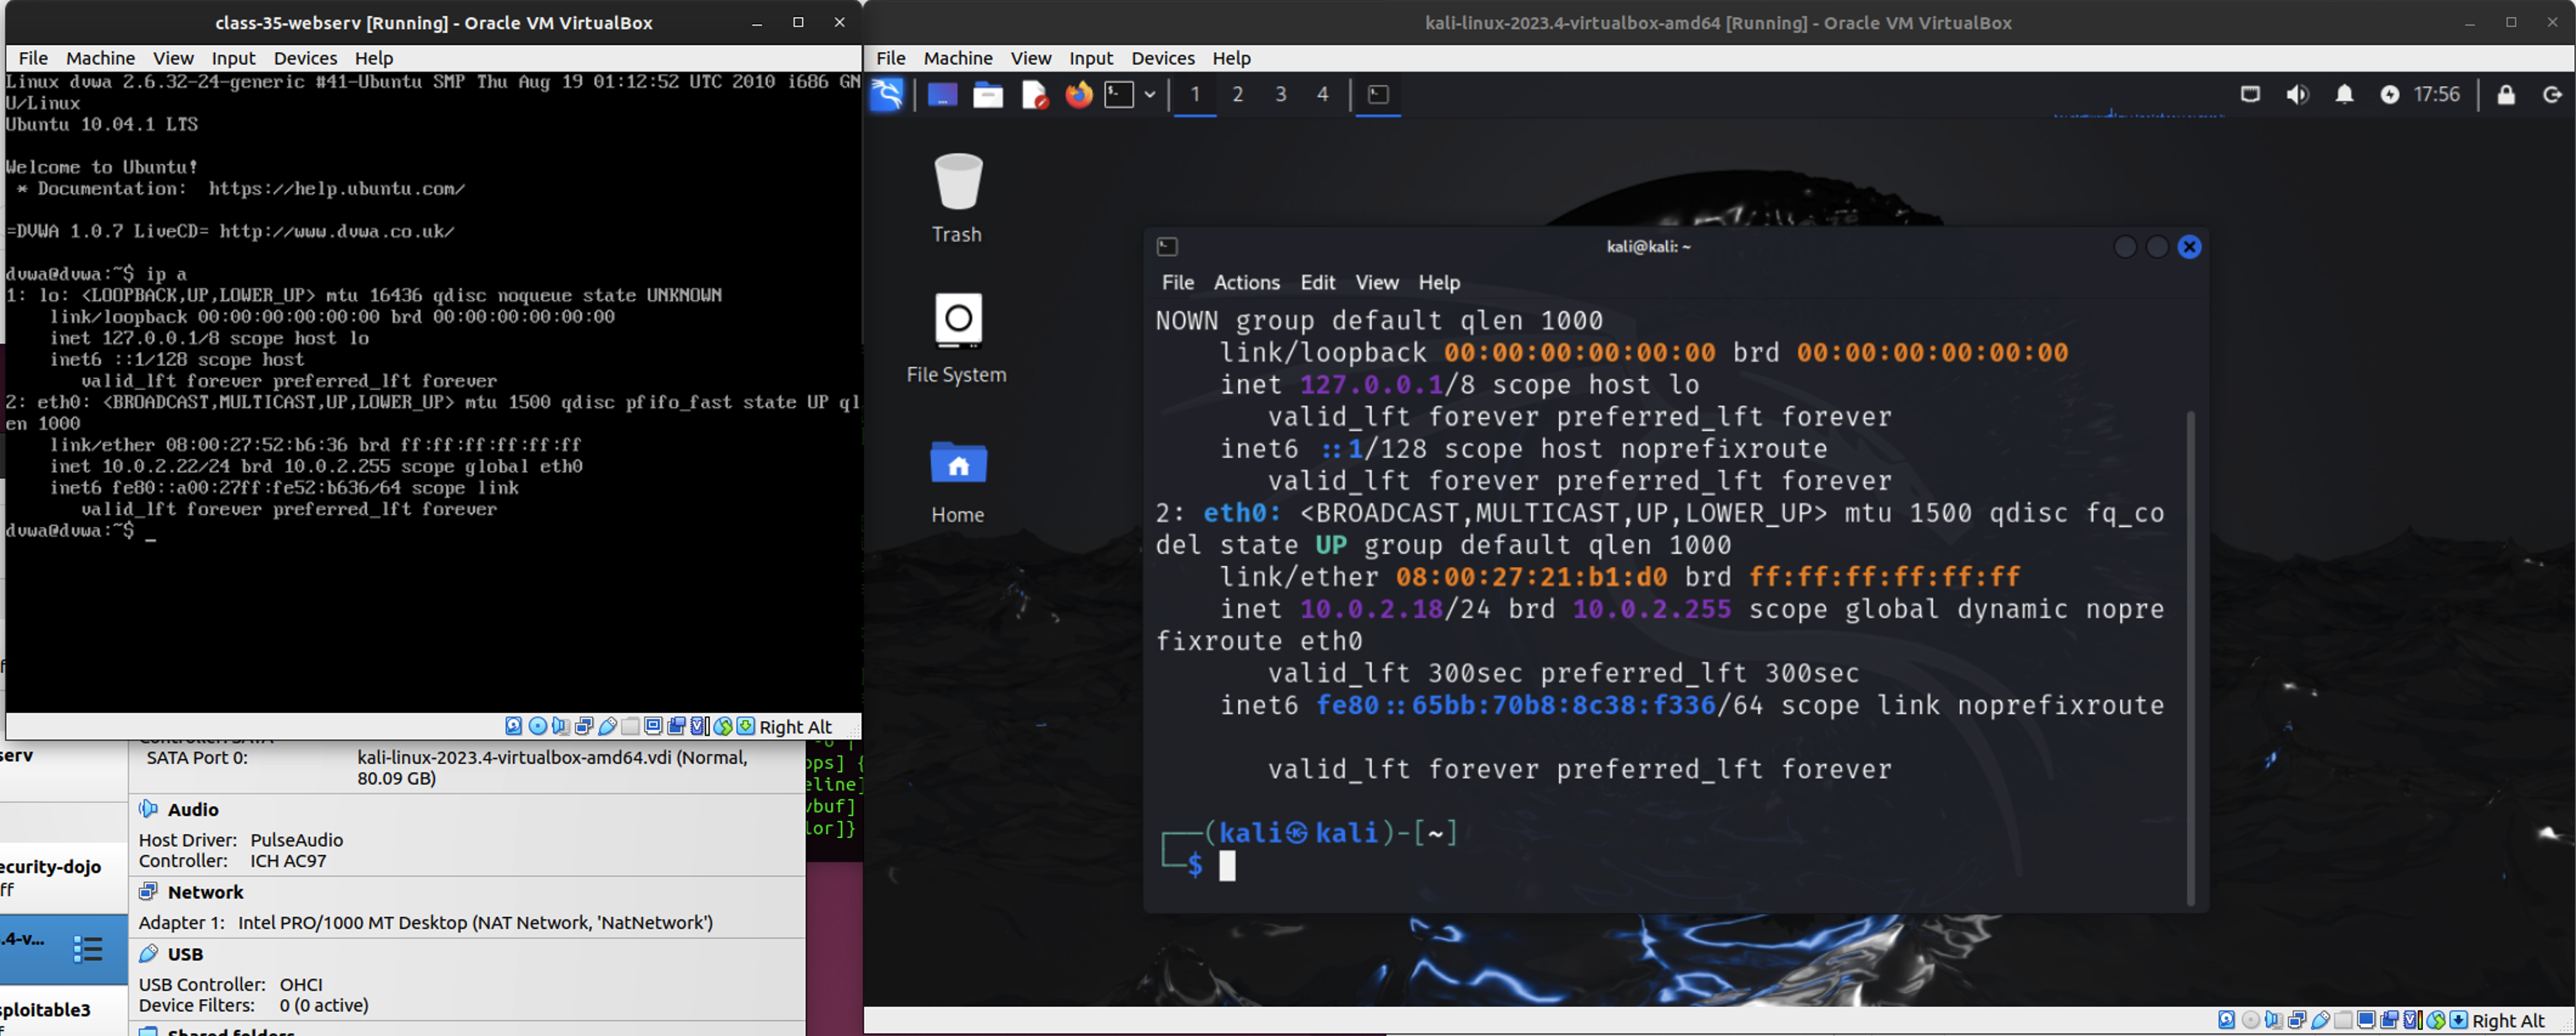 class-35-webserv [Running] - Oracle VM VirtualBox
File Machine View Input Devices Help
Linux dvwa 2.6.32-24-generic #41-Ubuntu SMP Thu Aug 19 01:12:52 UTC 2010 i686 GN
U/Linux
Ubuntu 10.04.1 LTS
Welcome to Ubuntu!
* Documentation:  https://help.ubuntu.com/
=DVWA 1.0.7 LiveCD= http://www.dvwa.co.uk/
dvwa@dvwa:~$ ip a
1: lo: <LOOPBACK,UP,LOWER_UP> mtu 16436 qdisc noqueue state UNKNOWN
link/loopback 00:00:00:00:00:00 brd 00:00:00:00:00:00
inet 127.0.0.1/8 scope host lo
inet6 ::1/128 scope host
valid_lft forever preferred_lft forever
2: eth0: <BROADCAST,MULTICAST,UP,LOWER_UP> mtu 1500 qdisc pfifo_fast state UP ql
en 1000
link/ether 08:00:27:52:b6:36 brd ff:ff:ff:ff:ff:ff
inet 10.0.2.22/24 brd 10.0.2.255 scope global eth0
inet6 fe80::a00:27ff:fe52:b636/64 scope link
valid_lft forever preferred_lft forever
dvwa@dvwa:~$ _
Right Alt
serv
SATA Port 0: kali-linux-2023.4-virtualbox-amd64.vdi (Normal,
80.09 GB)
Audio
Host Driver: PulseAudio
Controller: ICH AC97
ecurity-dojo
ff
Network
Adapter 1: Intel PRO/1000 MT Desktop (NAT Network, 'NatNetwork')
.4-v...
USB
USB Controller: OHCI
Device Filters: 0 (0 active)
sploitable3
Shared folders
ops] {
eline]
vbuf]
lor]}
kali-linux-2023.4-virtualbox-amd64 [Running] - Oracle VM VirtualBox
File Machine View Input Devices Help
1 2 3 4
17:56
Trash
File System
Home
kali@kali: ~
File Actions Edit View Help
NOWN group default qlen 1000
link/loopback 00:00:00:00:00:00 brd 00:00:00:00:00:00
inet 127.0.0.1/8 scope host lo
valid_lft forever preferred_lft forever
inet6 ::1/128 scope host noprefixroute
valid_lft forever preferred_lft forever
2: eth0: <BROADCAST,MULTICAST,UP,LOWER_UP> mtu 1500 qdisc fq_co
del state UP group default qlen 1000
link/ether 08:00:27:21:b1:d0 brd ff:ff:ff:ff:ff:ff
inet 10.0.2.18/24 brd 10.0.2.255 scope global dynamic nopre
fixroute eth0
valid_lft 300sec preferred_lft 300sec
inet6 fe80::65bb:70b8:8c38:f336/64 scope link noprefixroute
valid_lft forever preferred_lft forever
┌──(kali㉿kali)-[~]
└─$
Right Alt